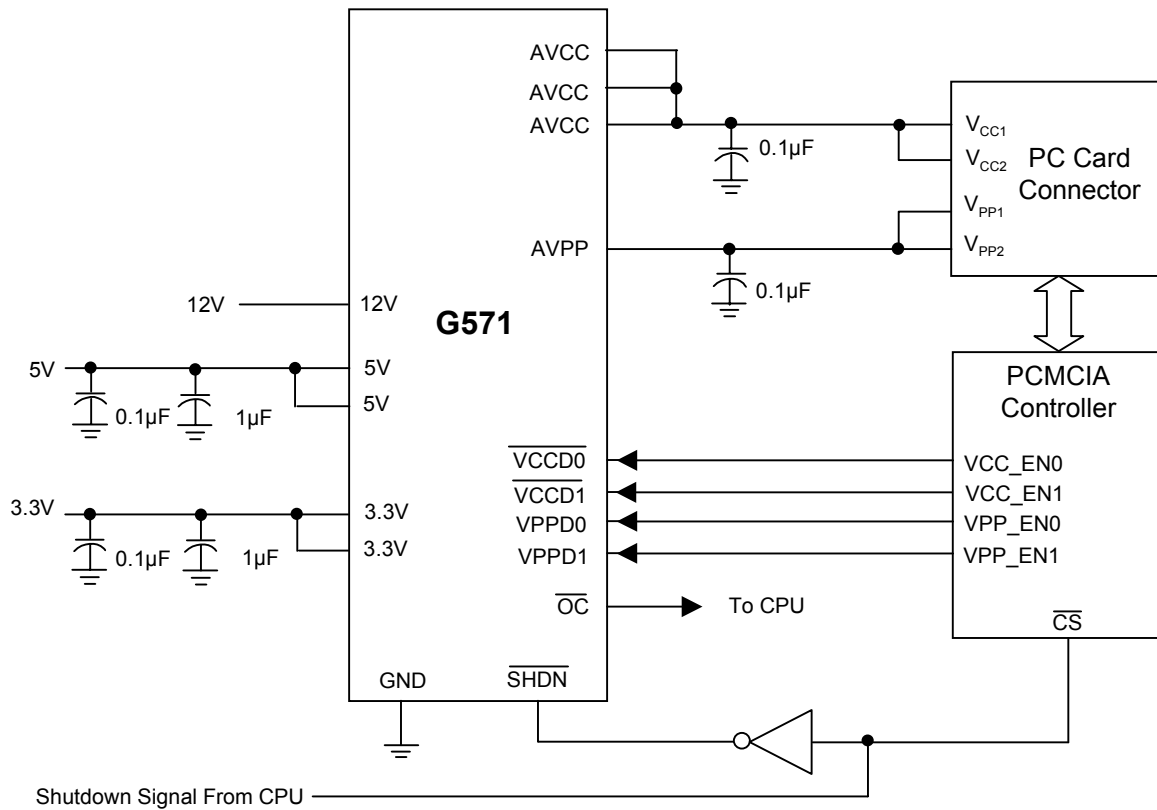 AVCC
AVCC
AVCC
0.1µF
V_CC1
V_CC2
PC Card
Connector
V_PP1
V_PP2
AVPP
0.1µF
12V
12V
G571
5V
5V
5V
0.1µF
1µF
PCMCIA
Controller
VCCD0
VCCD1
VPPD0
VPPD1
VCC_EN0
VCC_EN1
VPP_EN0
VPP_EN1
3.3V
3.3V
3.3V
0.1µF
1µF
OC
To CPU
CS
GND
SHDN
Shutdown Signal From CPU